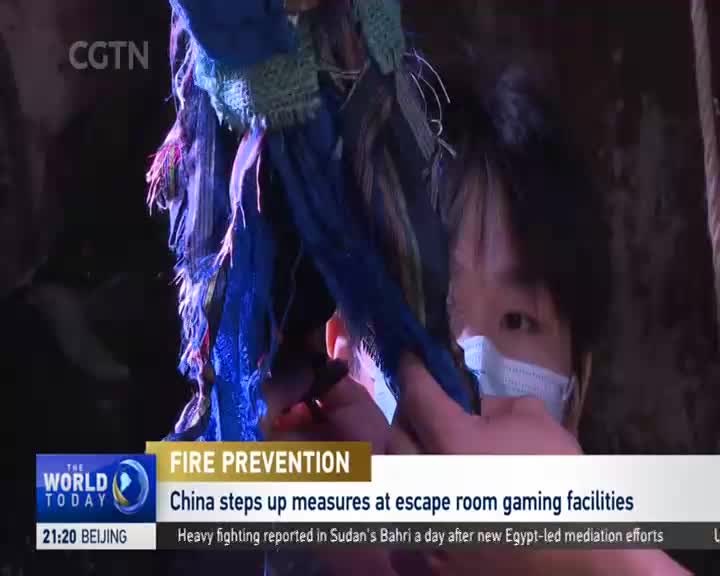 CGTN
FIRE PREVENTION
THE
WORLD
TODAY
China steps up measures at escape room gaming facilities
21:20 BEIJING
Heavy fighting reported in Sudan's Bahri a day after new Egypt-led mediation efforts